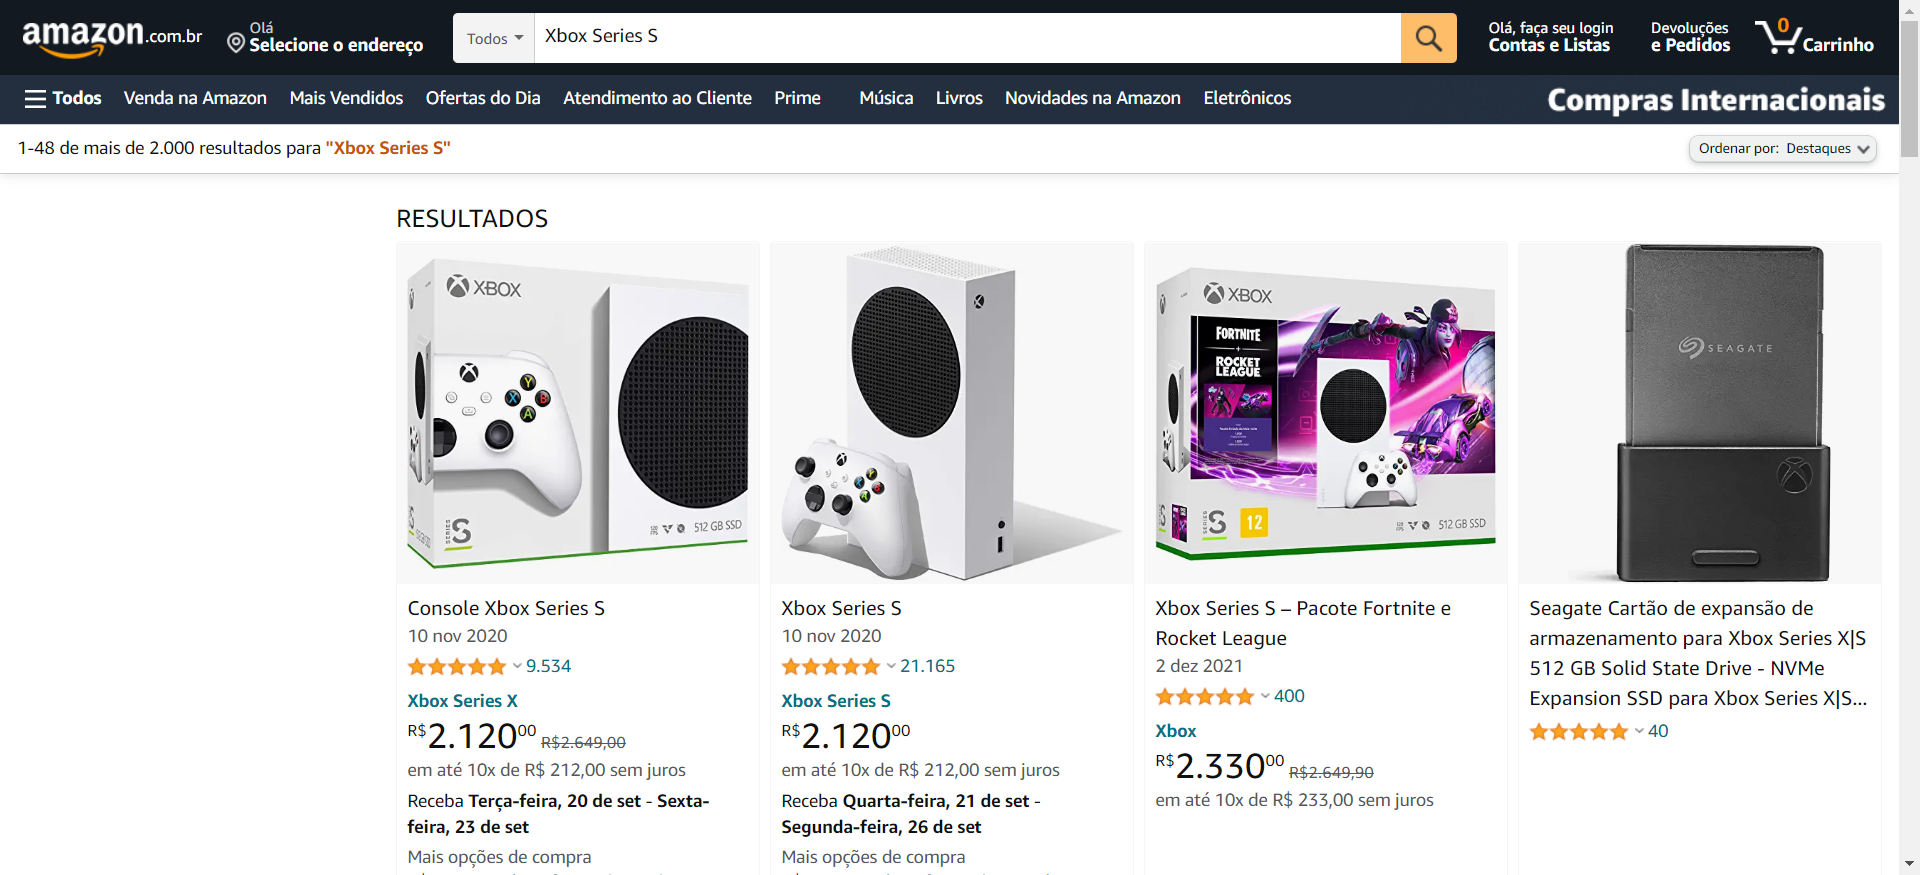 amazon.com.br
Olá
Selecione o endereço
Todos
Xbox Series S
Olá, faça seu login
Contas e Listas
Devoluções
e Pedidos
0
Carrinho
Todos
Venda na Amazon
Mais Vendidos
Ofertas do Dia
Atendimento ao Cliente
Prime
Música
Livros
Novidades na Amazon
Eletrônicos
Compras Internacionais
1-48 de mais de 2.000 resultados para "Xbox Series S"
Ordenar por: Destaques
RESULTADOS
XBOX
Y
X
B
A
SERIES
S
512 GB SSD
Console Xbox Series S
10 nov 2020
9.534
Xbox Series X
R$2.12000 R$2.649,00
em até 10x de R$ 212,00 sem juros
Receba Terça-feira, 20 de set - Sexta-
feira, 23 de set
Mais opções de compra
Y
X
B
A
Xbox Series S
10 nov 2020
21.165
Xbox Series S
R$2.12000
em até 10x de R$ 212,00 sem juros
Receba Quarta-feira, 21 de set -
Segunda-feira, 26 de set
Mais opções de compra
XBOX
FORTNITE
+
ROCKET
LEAGUE
SERIES
S
12
512 GB SSD
Xbox Series S – Pacote Fortnite e
Rocket League
2 dez 2021
400
Xbox
R$2.33000 R$2.649,90
em até 10x de R$ 233,00 sem juros
SEAGATE
Seagate Cartão de expansão de
armazenamento para Xbox Series X|S
512 GB Solid State Drive - NVMe
Expansion SSD para Xbox Series X|S...
40